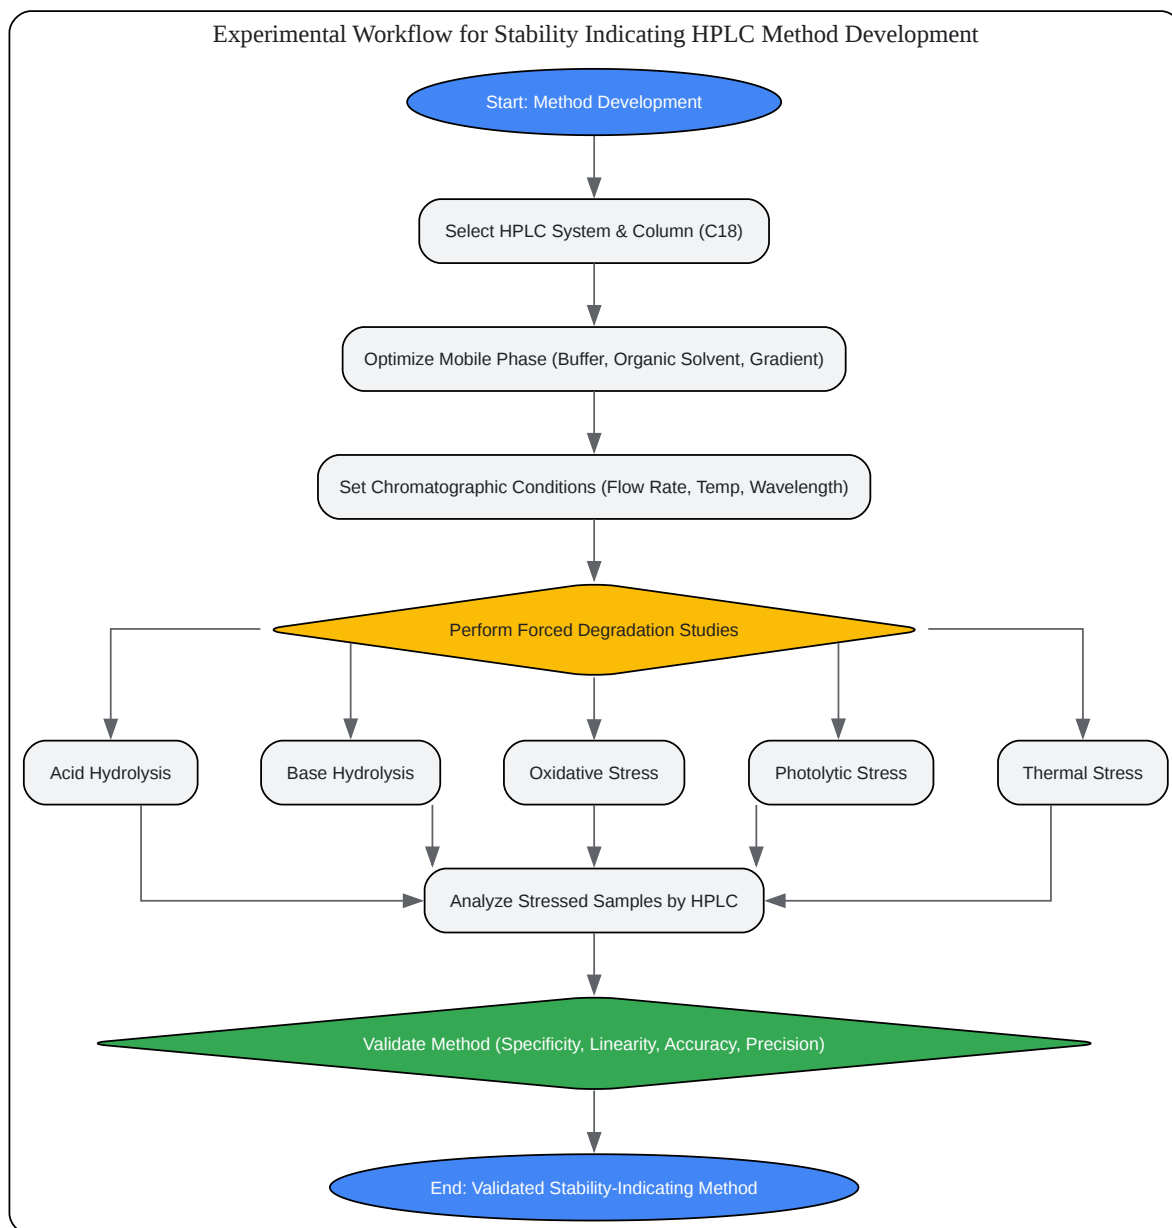 Experimental Workflow for Stability Indicating HPLC Method Development
Start: Method Development
Select HPLC System & Column (C18)
Optimize Mobile Phase (Buffer, Organic Solvent, Gradient)
Set Chromatographic Conditions (Flow Rate, Temp, Wavelength)
Perform Forced Degradation Studies
Acid Hydrolysis
Base Hydrolysis
Oxidative Stress
Photolytic Stress
Thermal Stress
Analyze Stressed Samples by HPLC
Validate Method (Specificity, Linearity, Accuracy, Precision)
End: Validated Stability-Indicating Method